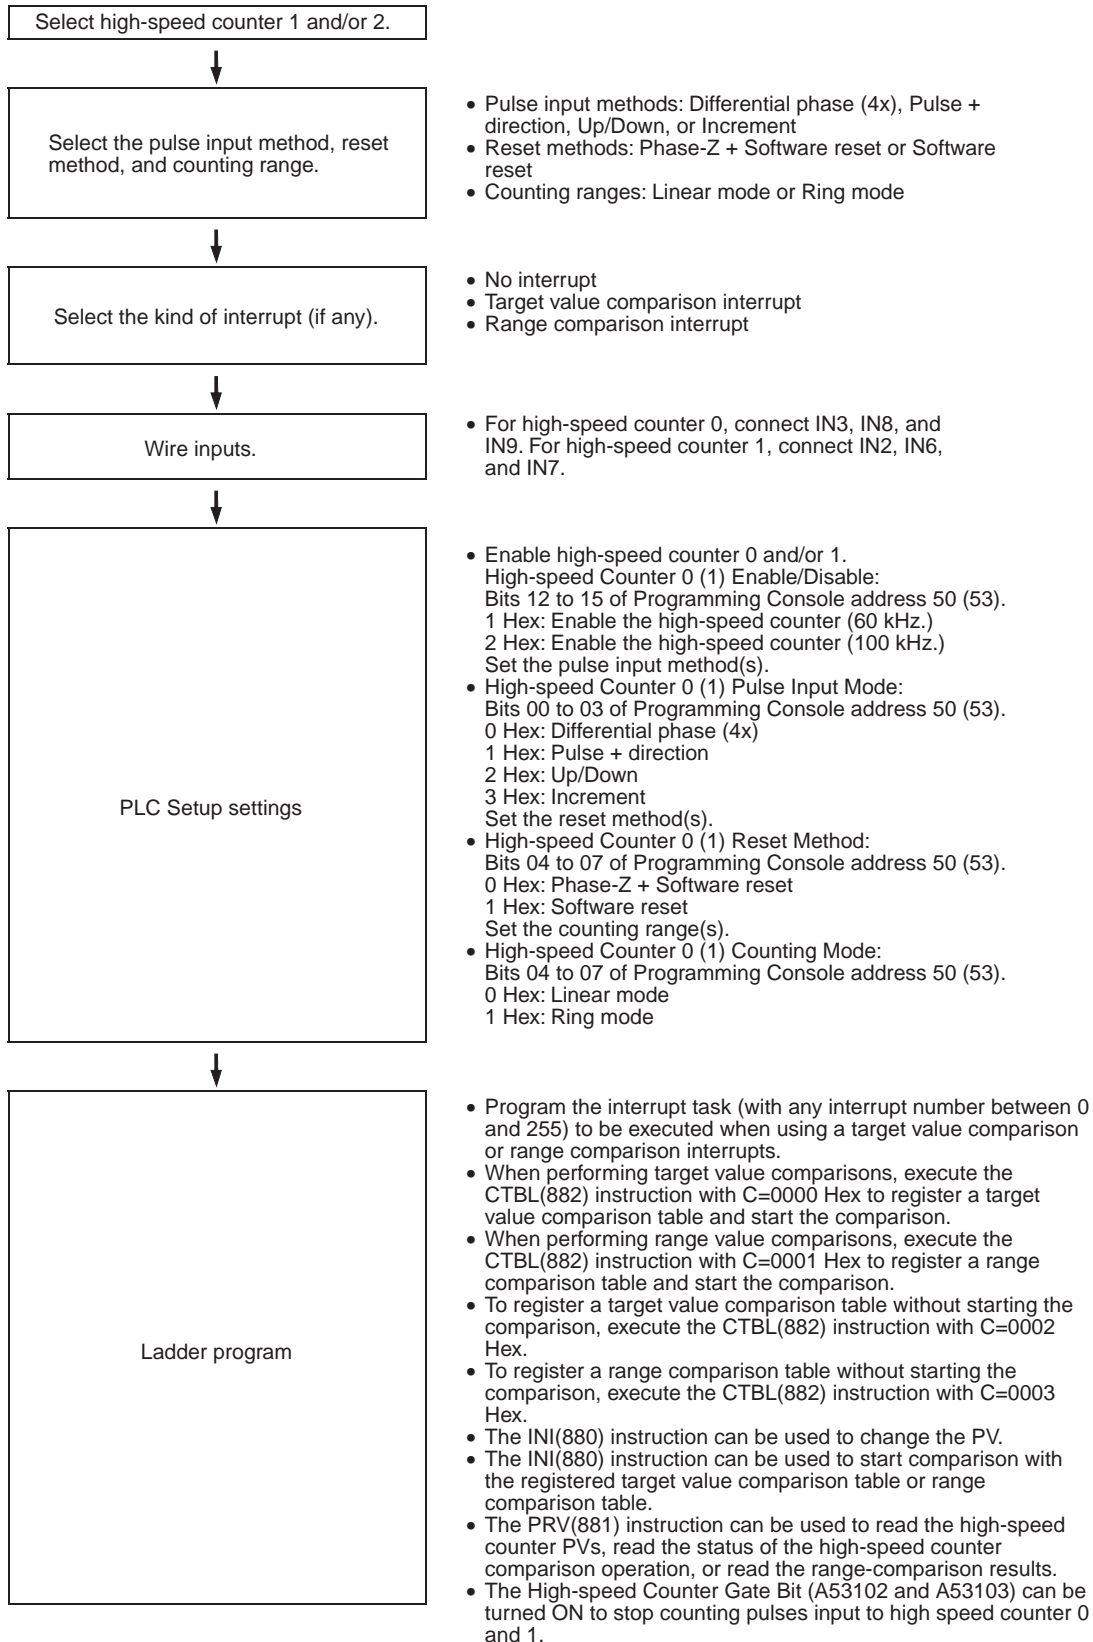 Select high-speed counter 1 and/or 2.
Select the pulse input method, reset
method, and counting range.
• Pulse input methods: Differential phase (4x), Pulse +
direction, Up/Down, or Increment
• Reset methods: Phase-Z + Software reset or Software
reset
• Counting ranges: Linear mode or Ring mode
Select the kind of interrupt (if any).
• No interrupt
• Target value comparison interrupt
• Range comparison interrupt
Wire inputs.
• For high-speed counter 0, connect IN3, IN8, and
IN9. For high-speed counter 1, connect IN2, IN6,
and IN7.
PLC Setup settings
• Enable high-speed counter 0 and/or 1.
High-speed Counter 0 (1) Enable/Disable:
Bits 12 to 15 of Programming Console address 50 (53).
1 Hex: Enable the high-speed counter (60 kHz.)
2 Hex: Enable the high-speed counter (100 kHz.)
Set the pulse input method(s).
• High-speed Counter 0 (1) Pulse Input Mode:
Bits 00 to 03 of Programming Console address 50 (53).
0 Hex: Differential phase (4x)
1 Hex: Pulse + direction
2 Hex: Up/Down
3 Hex: Increment
Set the reset method(s).
• High-speed Counter 0 (1) Reset Method:
Bits 04 to 07 of Programming Console address 50 (53).
0 Hex: Phase-Z + Software reset
1 Hex: Software reset
Set the counting range(s).
• High-speed Counter 0 (1) Counting Mode:
Bits 04 to 07 of Programming Console address 50 (53).
0 Hex: Linear mode
1 Hex: Ring mode
Ladder program
• Program the interrupt task (with any interrupt number between 0
and 255) to be executed when using a target value comparison
or range comparison interrupts.
• When performing target value comparisons, execute the
CTBL(882) instruction with C=0000 Hex to register a target
value comparison table and start the comparison.
• When performing range value comparisons, execute the
CTBL(882) instruction with C=0001 Hex to register a range
comparison table and start the comparison.
• To register a target value comparison table without starting the
comparison, execute the CTBL(882) instruction with C=0002
Hex.
• To register a range comparison table without starting the
comparison, execute the CTBL(882) instruction with C=0003
Hex.
• The INI(880) instruction can be used to change the PV.
• The INI(880) instruction can be used to start comparison with
the registered target value comparison table or range
comparison table.
• The PRV(881) instruction can be used to read the high-speed
counter PVs, read the status of the high-speed counter
comparison operation, or read the range-comparison results.
• The High-speed Counter Gate Bit (A53102 and A53103) can be
turned ON to stop counting pulses input to high speed counter 0
and 1.